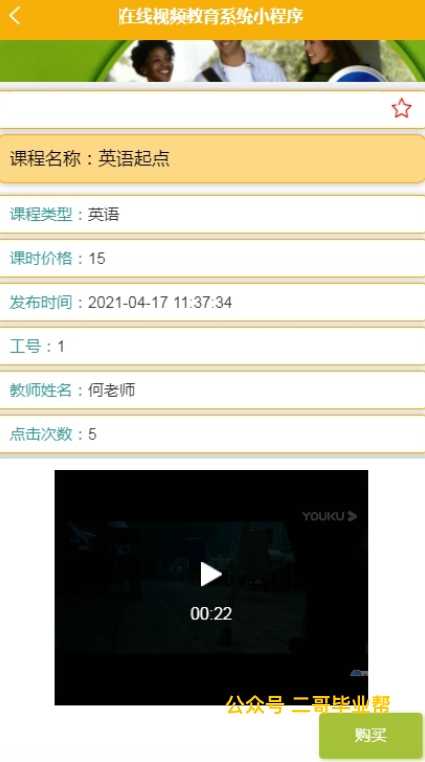 在线视频教育系统小程序
课程名称：英语起点
课程类型：英语
课时价格：15
发布时间：2021-04-17 11:37:34
工号：1
教师姓名：何老师
点击次数：5
YOUKU
00:22
公众号 二哥毕业帮
购买